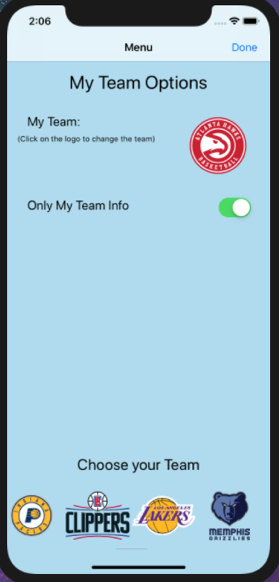 2:06
Menu
Done
My Team Options
My Team:
(Click on the logo to change the team)
ATLANTA HAWKS
BASKETBALL
Only My Team Info
Choose your Team
INDIANA
PACERS
CLIPPERS
LOS ANGELES
LAKERS
MEMPHIS
GRIZZLIES